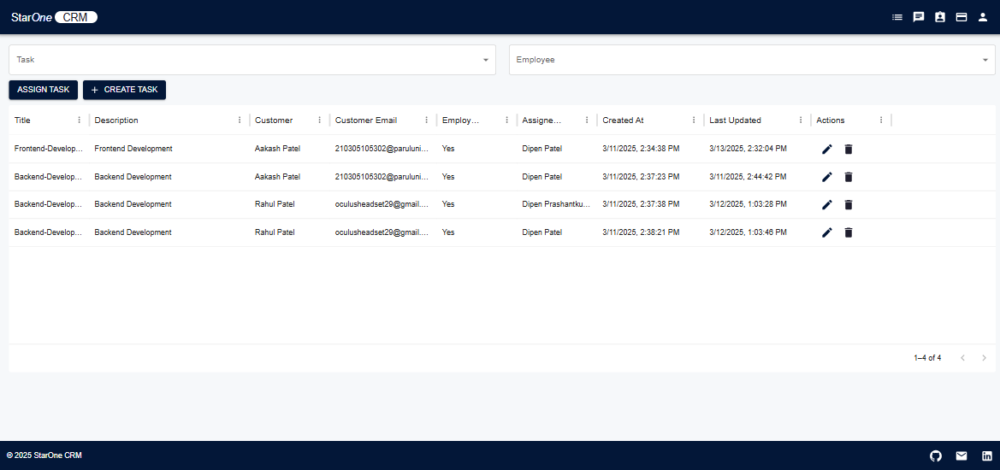 StarOne CRM
Task Employee
ASSIGN TASK + CREATE TASK
Title Description Customer Customer Email Employ... Assigne... Created At Last Updated Actions
Frontend-Develop... Frontend Development Aakash Patel 210305105302@paruluni... Yes Dipen Patel 3/11/2025, 2:34:38 PM 3/13/2025, 2:32:04 PM
Backend-Develop... Backend Development Aakash Patel 210305105302@paruluni... Yes Dipen Patel 3/11/2025, 2:37:23 PM 3/11/2025, 2:44:42 PM
Backend-Develop... Backend Development Rahul Patel oculusheadset29@gmail.... Yes Dipen Prashantku... 3/11/2025, 2:37:38 PM 3/12/2025, 1:03:28 PM
Backend-Develop... Backend Development Rahul Patel oculusheadset29@gmail.... Yes Dipen Patel 3/11/2025, 2:38:21 PM 3/12/2025, 1:03:46 PM
1–4 of 4
© 2025 StarOne CRM